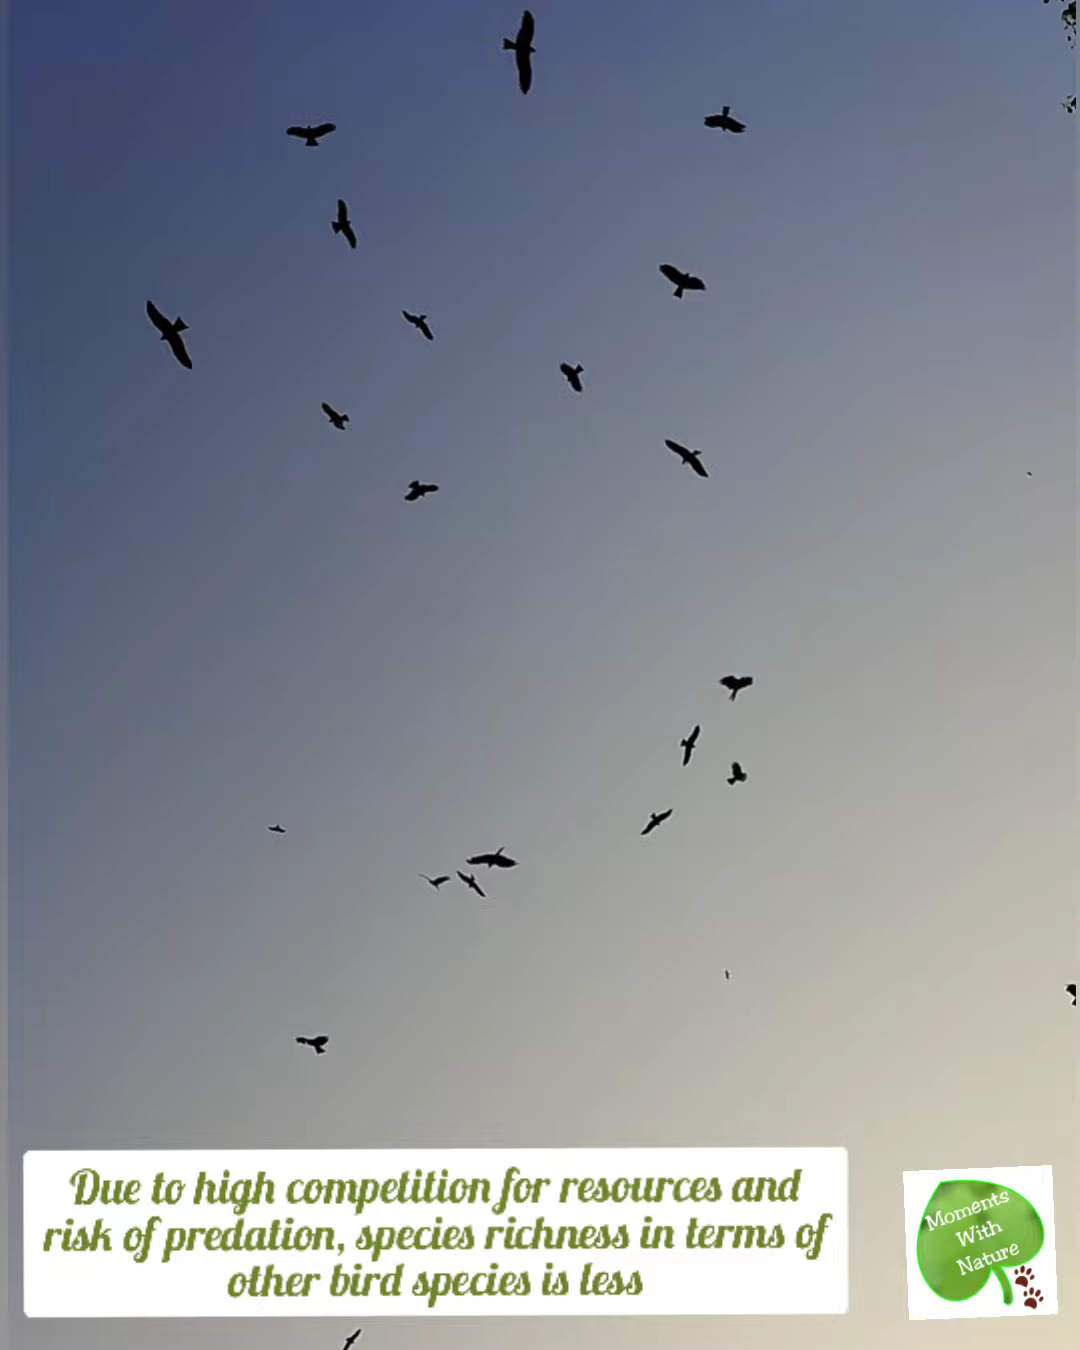 Due to high competition for resources and
risk of predation, species richness in terms of
other bird species is less
Moments
With
Nature